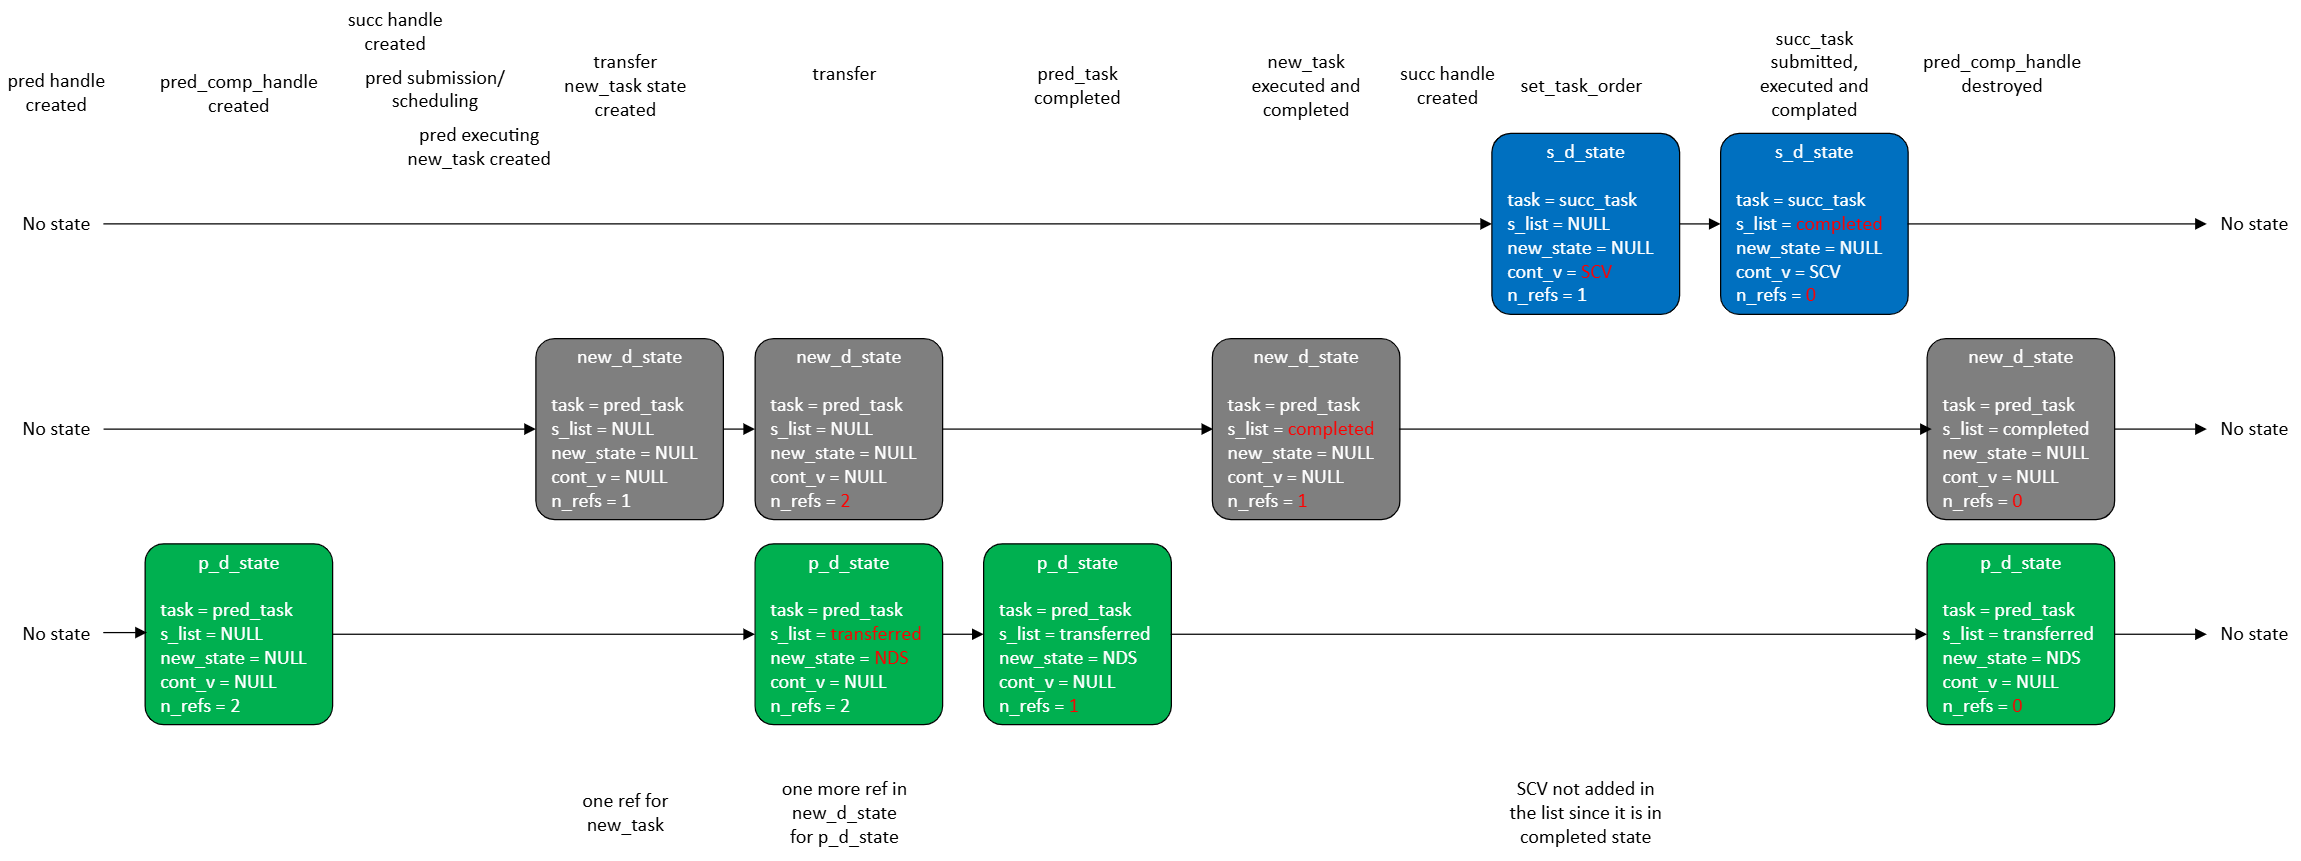 pred handle
created
pred_comp_handle
created
succ handle
created
pred submission/
scheduling
pred executing
new_task created
transfer
new_task state
created
transfer
pred_task
completed
new_task
executed and
completed
succ handle
created
set_task_order
succ_task
submitted,
executed and
complated
pred_comp_handle
destroyed
No state
s_d_state
task = succ_task
s_list = NULL
new_state = NULL
cont_v = SCV
n_refs = 1
s_d_state
task = succ_task
s_list = completed
new_state = NULL
cont_v = SCV
n_refs = 0
No state
No state
new_d_state
task = pred_task
s_list = NULL
new_state = NULL
cont_v = NULL
n_refs = 1
new_d_state
task = pred_task
s_list = NULL
new_state = NULL
cont_v = NULL
n_refs = 2
new_d_state
task = pred_task
s_list = completed
new_state = NULL
cont_v = NULL
n_refs = 1
new_d_state
task = pred_task
s_list = completed
new_state = NULL
cont_v = NULL
n_refs = 0
No state
No state
p_d_state
task = pred_task
s_list = NULL
new_state = NULL
cont_v = NULL
n_refs = 2
p_d_state
task = pred_task
s_list = transferred
new_state = NDS
cont_v = NULL
n_refs = 2
p_d_state
task = pred_task
s_list = transferred
new_state = NDS
cont_v = NULL
n_refs = 1
p_d_state
task = pred_task
s_list = transferred
new_state = NDS
cont_v = NULL
n_refs = 0
No state
one ref for
new_task
one more ref in
new_d_state
for p_d_state
SCV not added in
the list since it is in
completed state